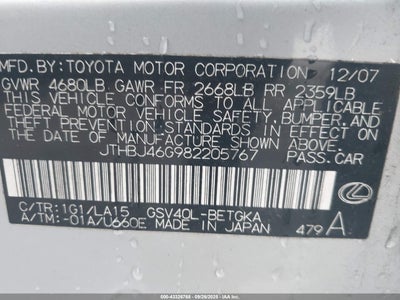 MFD.BY:TOYOTA MOTOR CORPORATION 12/07
GVWR 4680LB GAWR FR 2668LB RR 2359LB
THIS VEHICLE CONFORMS TO ALL APPLICABLE
FEDERAL MOTOR VEHICLE SAFETY, BUMPER, AND
THEFT PREVENTION STANDARDS IN EFFECT ON
THE DATE OF MANUFACTURE SHOWN ABOVE.
JTHBJ46G982205767 PASS.CAR
C/TR:1G1/LA15 GSV40L-BETGKA
A/TM:-01A/U660E MADE IN JAPAN 479A
LEXUS